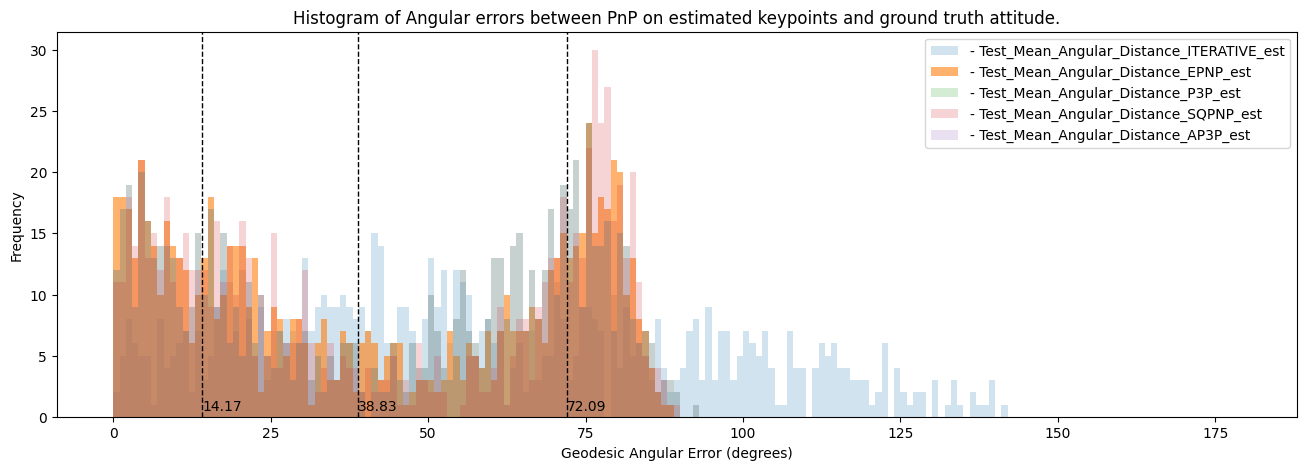 Histogram of Angular errors between PnP on estimated keypoints and ground truth attitude.
- Test_Mean_Angular_Distance_ITERATIVE_est
- Test_Mean_Angular_Distance_EPNP_est
- Test_Mean_Angular_Distance_P3P_est
- Test_Mean_Angular_Distance_SQPNP_est
- Test_Mean_Angular_Distance_AP3P_est
Frequency
30
25
20
15
10
5
0
14.17
38.83
72.09
0 25 50 75 100 125 150 175
Geodesic Angular Error (degrees)